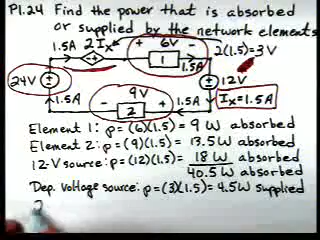 P1.24 Find the power that is absorbed
or supplied by the network elements
1.5A 2Ix + 6V -
- + 1 1.5A 2(1.5)=3V
24V ± ± 12V
1.5A - 9V + 1.5A Ix=1.5A
2
Element 1: p=(6)(1.5) = 9 W absorbed
Element 2: p=(9)(1.5) = 13.5W absorbed
12-V source: p=(12)(1.5)= 18 W absorbed
40.5 W absorbed
Dep. Voltage source: p=(3)(1.5)=4.5W supplied